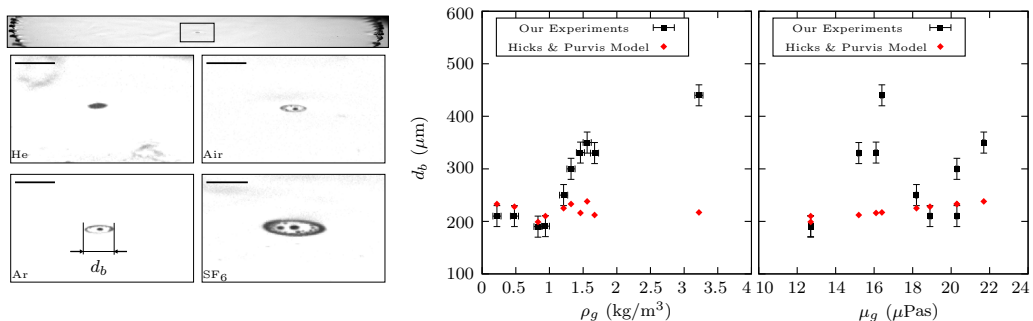 He
Air
Ar
d_b
SF₆
600
500
400
300
200
100
d_b (μm)
Our Experiments
Hicks & Purvis Model
0 0.5 1 1.5 2 2.5 3 3.5 4
ρ_g (kg/m³)
Our Experiments
Hicks & Purvis Model
10 12 14 16 18 20 22 24
μ_g (μPas)